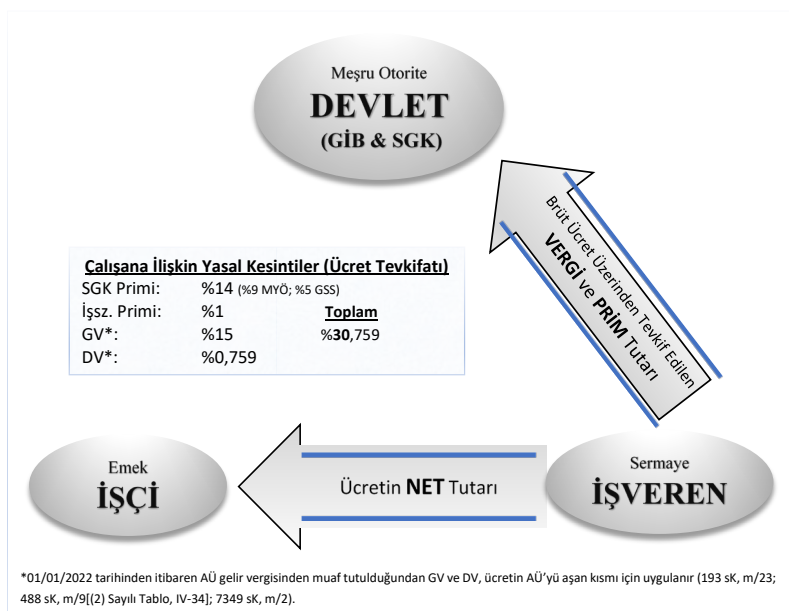 Meşru Otorite
DEVLET
(GİB & SGK)
Brüt Ücret Üzerinden Tevkif Edilen
VERGİ ve PRİM Tutarı
Çalışana İlişkin Yasal Kesintiler (Ücret Tevkifatı)
SGK Primi: %14 (%9 MYÖ; %5 GSS)
İşsz. Primi: %1 Toplam
GV*: %15 %30,759
DV*: %0,759
Emek
İŞÇİ
Ücretin NET Tutarı
Sermaye
İŞVEREN
*01/01/2022 tarihinden itibaren AÜ gelir vergisinden muaf tutulduğundan GV ve DV, ücretin AÜ'yü aşan kısmı için uygulanır (193 sK, m/23;
488 sK, m/9[(2) Sayılı Tablo, IV-34]; 7349 sK, m/2).